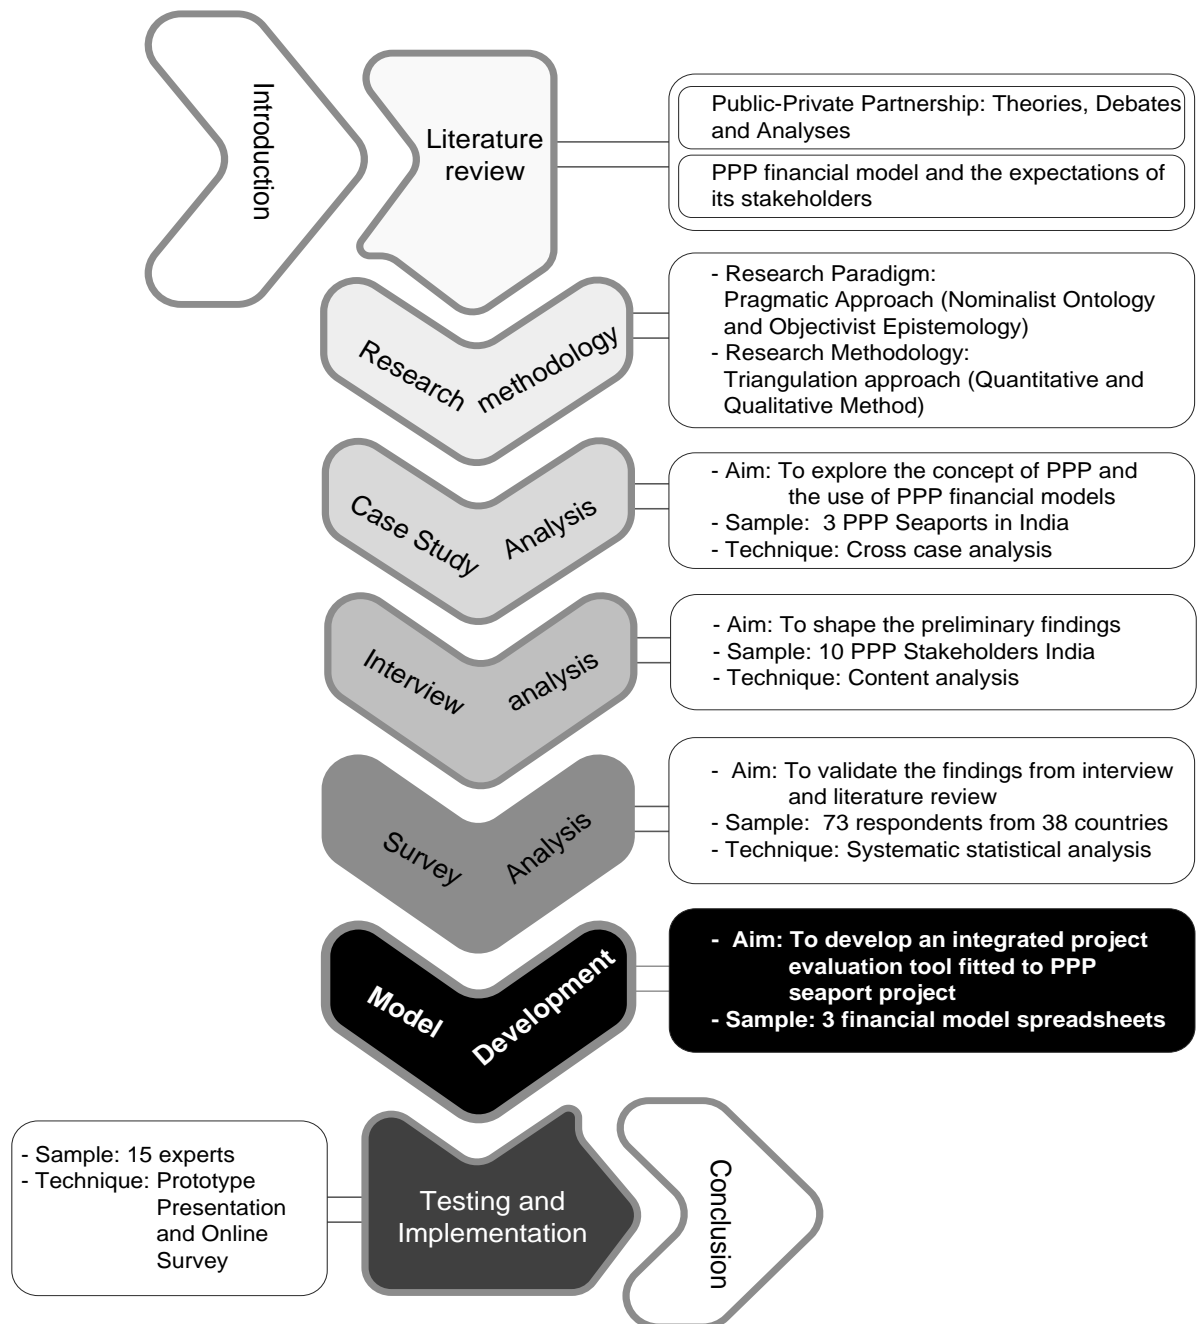 Introduction
Literature
review
Public-Private Partnership: Theories, Debates
and Analyses
PPP financial model and the expectations of
its stakeholders
Research methodology
- Research Paradigm:
Pragmatic Approach (Nominalist Ontology
and Objectivist Epistemology)
- Research Methodology:
Triangulation approach (Quantitative and
Qualitative Method)
Case Study Analysis
- Aim: To explore the concept of PPP and
the use of PPP financial models
- Sample: 3 PPP Seaports in India
- Technique: Cross case analysis
Interview analysis
- Aim: To shape the preliminary findings
- Sample: 10 PPP Stakeholders India
- Technique: Content analysis
Survey Analysis
- Aim: To validate the findings from interview
and literature review
- Sample: 73 respondents from 38 countries
- Technique: Systematic statistical analysis
Model Development
- Aim: To develop an integrated project
evaluation tool fitted to PPP
seaport project
- Sample: 3 financial model spreadsheets
- Sample: 15 experts
- Technique: Prototype
Presentation
and Online
Survey
Testing and
Implementation
Conclusion